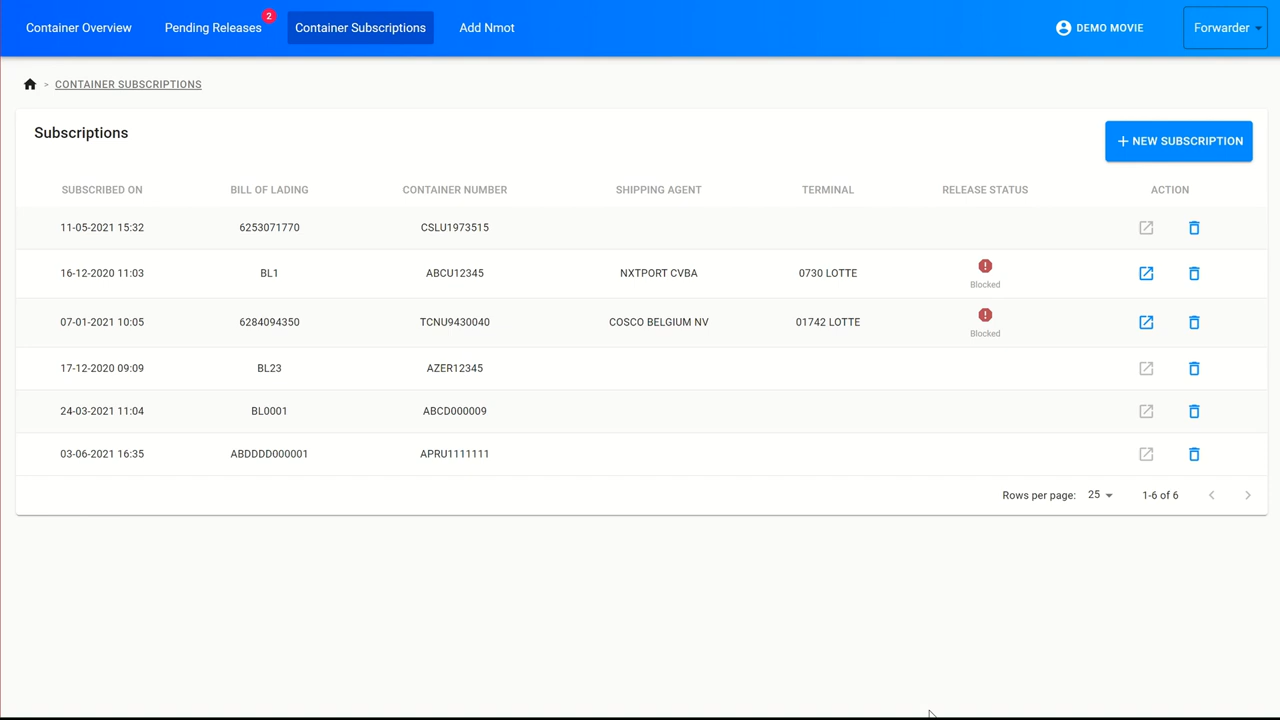 Container Overview Pending Releases 2 Container Subscriptions Add Nmot DEMO MOVIE Forwarder
> CONTAINER SUBSCRIPTIONS
Subscriptions
+ NEW SUBSCRIPTION
SUBSCRIBED ON BILL OF LADING CONTAINER NUMBER SHIPPING AGENT TERMINAL RELEASE STATUS ACTION
11-05-2021 15:32 6253071770 CSLU1973515
16-12-2020 11:03 BL1 ABCU12345 NXTPORT CVBA 0730 LOTTE
Blocked
07-01-2021 10:05 6284094350 TCNU9430040 COSCO BELGIUM NV 01742 LOTTE
Blocked
17-12-2020 09:09 BL23 AZER12345
24-03-2021 11:04 BL0001 ABCD000009
03-06-2021 16:35 ABDDDD000001 APRU1111111
Rows per page: 25 1-6 of 6